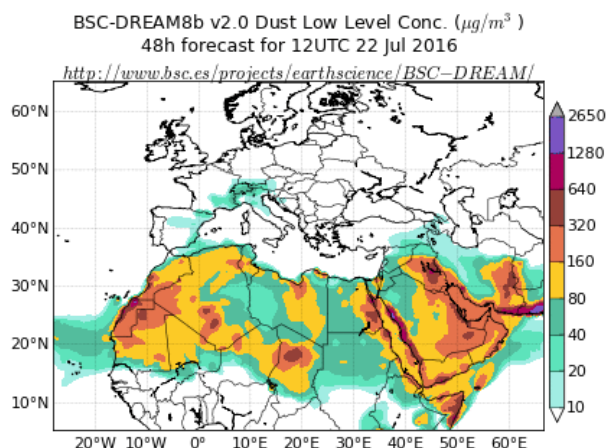 BSC-DREAM8b v2.0 Dust Low Level Conc. (μg/m³ )
48h forecast for 12UTC 22 Jul 2016
http://www.bsc.es/projects/earthscience/BSC−DREAM/
60°N
50°N
40°N
30°N
20°N
10°N
20°W 10°W 0° 10°E 20°E 30°E 40°E 50°E 60°E
2650
1280
640
320
160
80
40
20
10